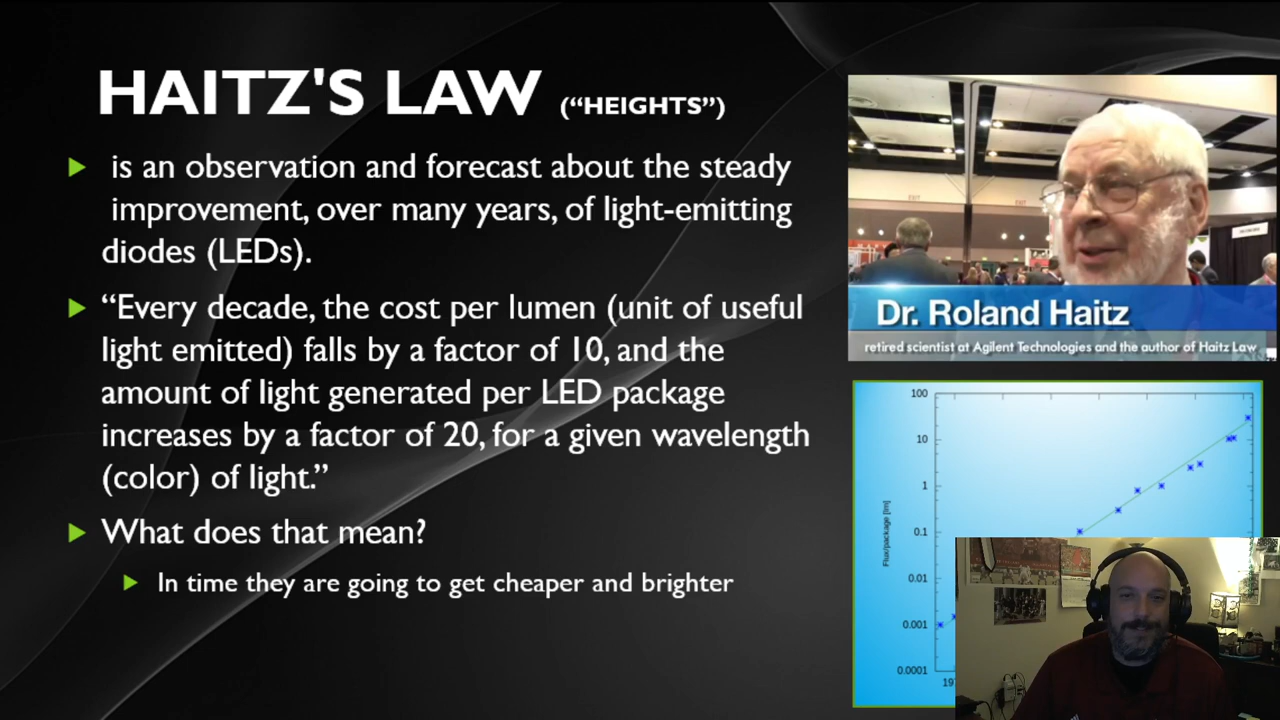 HAITZ'S LAW ("HEIGHTS")
is an observation and forecast about the steady
improvement, over many years, of light-emitting
diodes (LEDs).
“Every decade, the cost per lumen (unit of useful
light emitted) falls by a factor of 10, and the
amount of light generated per LED package
increases by a factor of 20, for a given wavelength
(color) of light.”
What does that mean?
In time they are going to get cheaper and brighter
EXIT
EXIT
Dr. Roland Haitz
retired scientist at Agilent Technologies and the author of Haitz Law
100
10
1
0.1
0.01
0.001
0.0001
Flux/package [lm]
19